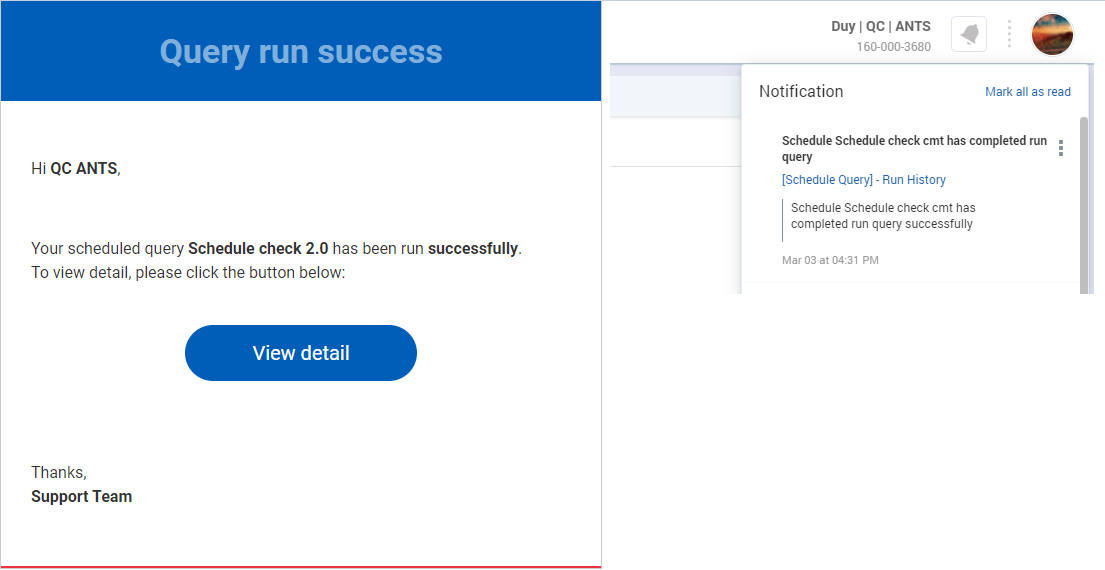 Query run success
Hi QC ANTS,
Your scheduled query Schedule check 2.0 has been run successfully.
To view detail, please click the button below:
View detail
Thanks,
Support Team
Duy | QC | ANTS
160-000-3680
Notification
Mark all as read
Schedule Schedule check cmt has completed run
query
[Schedule Query] - Run History
Schedule Schedule check cmt has
completed run query successfully
Mar 03 at 04:31 PM